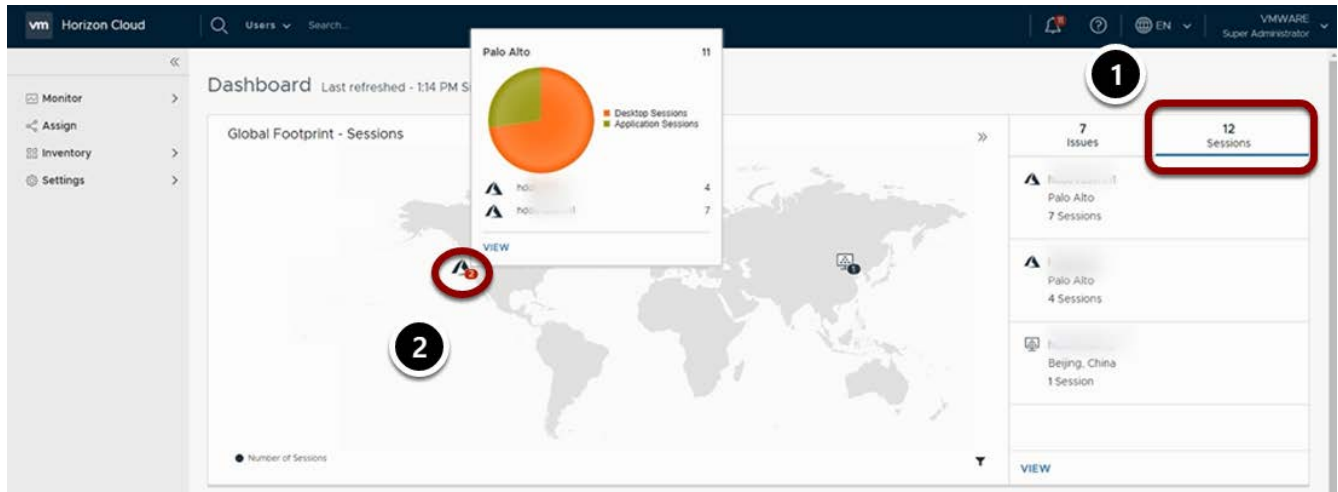 vm Horizon Cloud Users Search... EN VMWARE
Super Administrator
1
Monitor
Assign
Inventory
Settings
Dashboard Last refreshed - 1:14 PM
Global Footprint - Sessions
Palo Alto 11
Desktop Sessions
Application Sessions
4
7
VIEW
2
1
2
Number of Sessions
7 12
Issues Sessions
Palo Alto
7 Sessions
Palo Alto
4 Sessions
Beijing, China
1 Session
VIEW